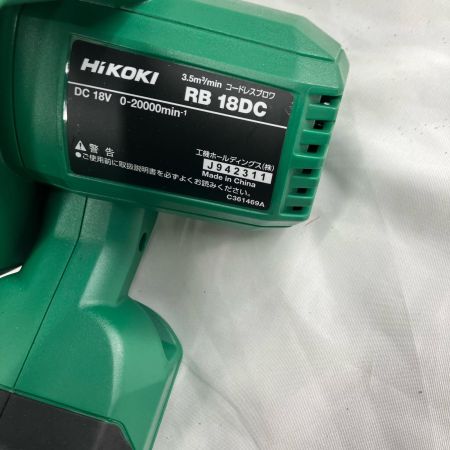 HiKOKI
3.5m³/min コードレスブロワ
RB 18DC
DC 18V 0-20000min⁻¹
⚠警告
●ご使用前に取扱説明書を必ずよくお読みください。
工機ホールディングス(株)
J942311
Made in China
C361469A